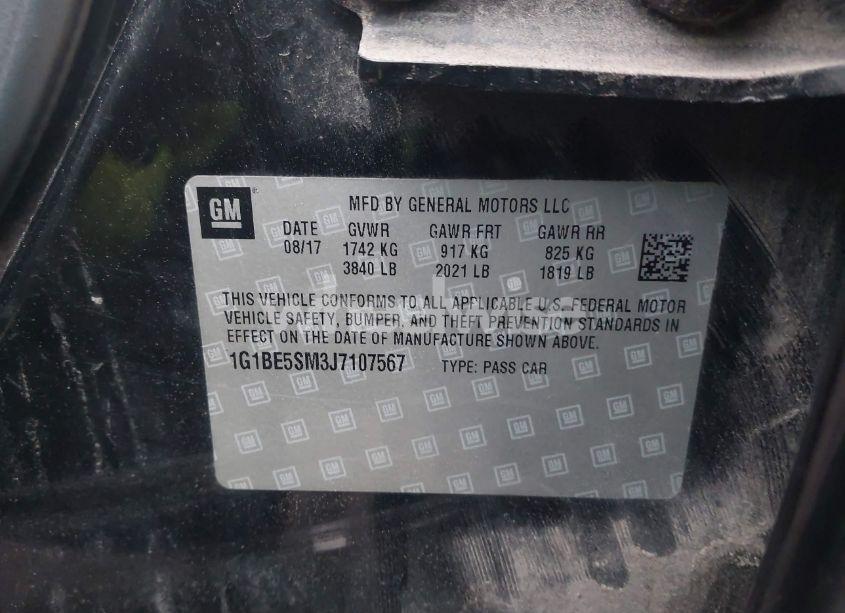 GM
MFD BY GENERAL MOTORS LLC
DATE GVWR GAWR FRT GAWR RR
08/17 1742 KG 917 KG 825 KG
3840 LB 2021 LB 1819 LB
THIS VEHICLE CONFORMS TO ALL APPLICABLE U.S. FEDERAL MOTOR
VEHICLE SAFETY, BUMPER, AND THEFT PREVENTION STANDARDS IN
EFFECT ON THE DATE OF MANUFACTURE SHOWN ABOVE.
1G1BE5SM3J7107567 TYPE: PASS CAR